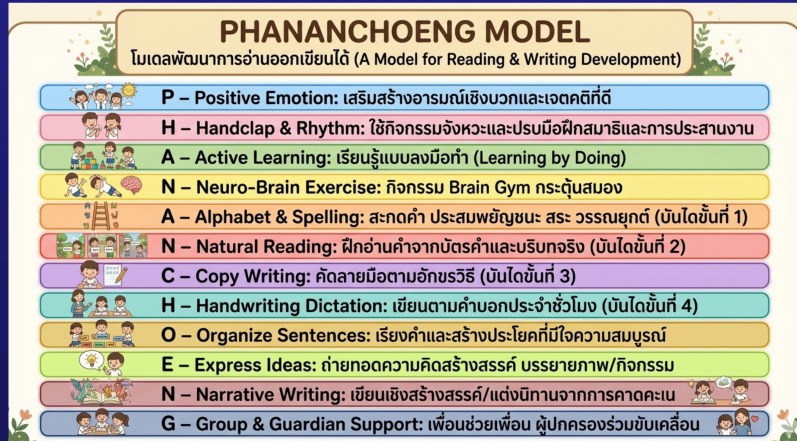 PHANANCHOENG MODEL
โมเดลพัฒนาการอ่านออกเขียนได้ (A Model for Reading & Writing Development)
P – Positive Emotion: เสริมสร้างอารมณ์เชิงบวกและเจตคติที่ดี
H – Handclap & Rhythm: ใช้กิจกรรมจังหวะและปรบมือฝึกสมาธิและการประสานงาน
A – Active Learning: เรียนรู้แบบลงมือทำ (Learning by Doing)
N – Neuro-Brain Exercise: กิจกรรม Brain Gym กระตุ้นสมอง
A – Alphabet & Spelling: สะกดคำ ประสมพยัญชนะ สระ วรรณยุกต์ (บันไดขั้นที่ 1)
N – Natural Reading: ฝึกอ่านคำจากบัตรคำและบริบทจริง (บันไดขั้นที่ 2)
C – Copy Writing: คัดลายมือตามอักขรวิธี (บันไดขั้นที่ 3)
H – Handwriting Dictation: เขียนตามคำบอกประจำชั่วโมง (บันไดขั้นที่ 4)
O – Organize Sentences: เรียงคำและสร้างประโยคที่มีใจความสมบูรณ์
E – Express Ideas: ถ่ายทอดความคิดสร้างสรรค์ บรรยายภาพ/กิจกรรม
N – Narrative Writing: เขียนเชิงสร้างสรรค์/แต่งนิทานจากการคาดคะเน
G – Group & Guardian Support: เพื่อนช่วยเพื่อน ผู้ปกครองร่วมขับเคลื่อน